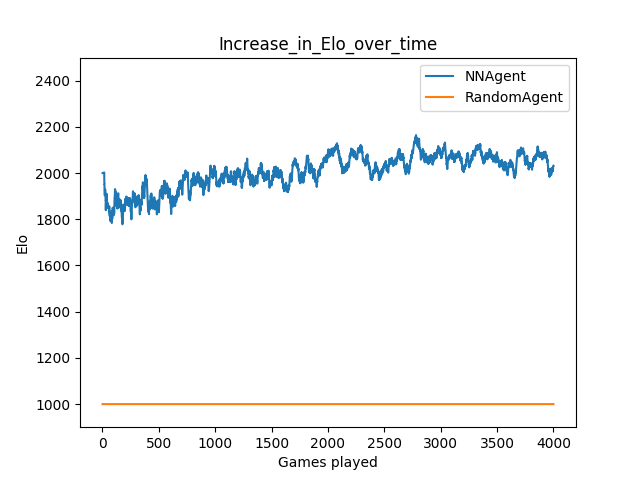 Increase_in_Elo_over_time
NNAgent
RandomAgent
2400
2200
2000
1800
1600
1400
1200
1000
Elo
0 500 1000 1500 2000 2500 3000 3500 4000
Games played